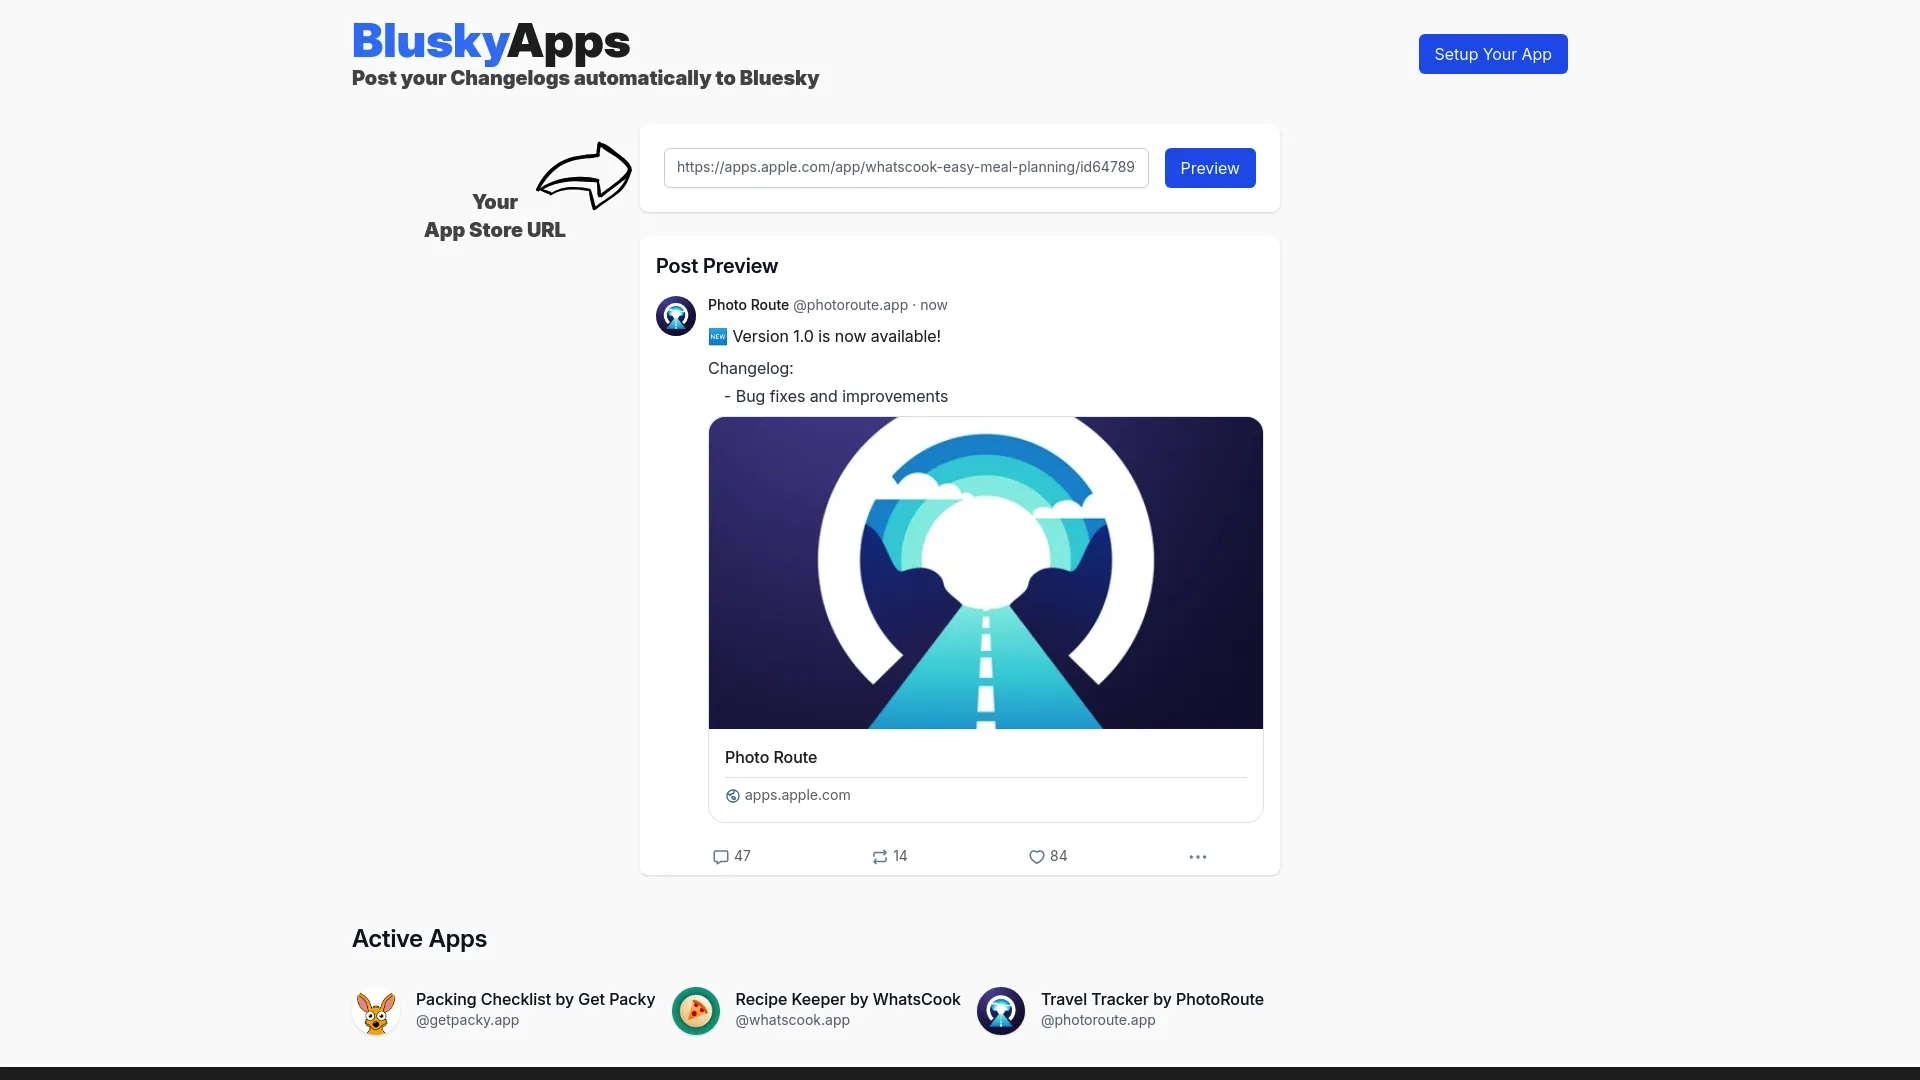 BluskyApps
Post your Changelogs automatically to Bluesky
Setup Your App
Your
App Store URL
https://apps.apple.com/app/whatscook-easy-meal-planning/id64789
Preview
Post Preview
Photo Route @photoroute.app · now
🆕 Version 1.0 is now available!
Changelog:
- Bug fixes and improvements
Photo Route
apps.apple.com
47
14
84
Active Apps
Packing Checklist by Get Packy
@getpacky.app
Recipe Keeper by WhatsCook
@whatscook.app
Travel Tracker by PhotoRoute
@photoroute.app